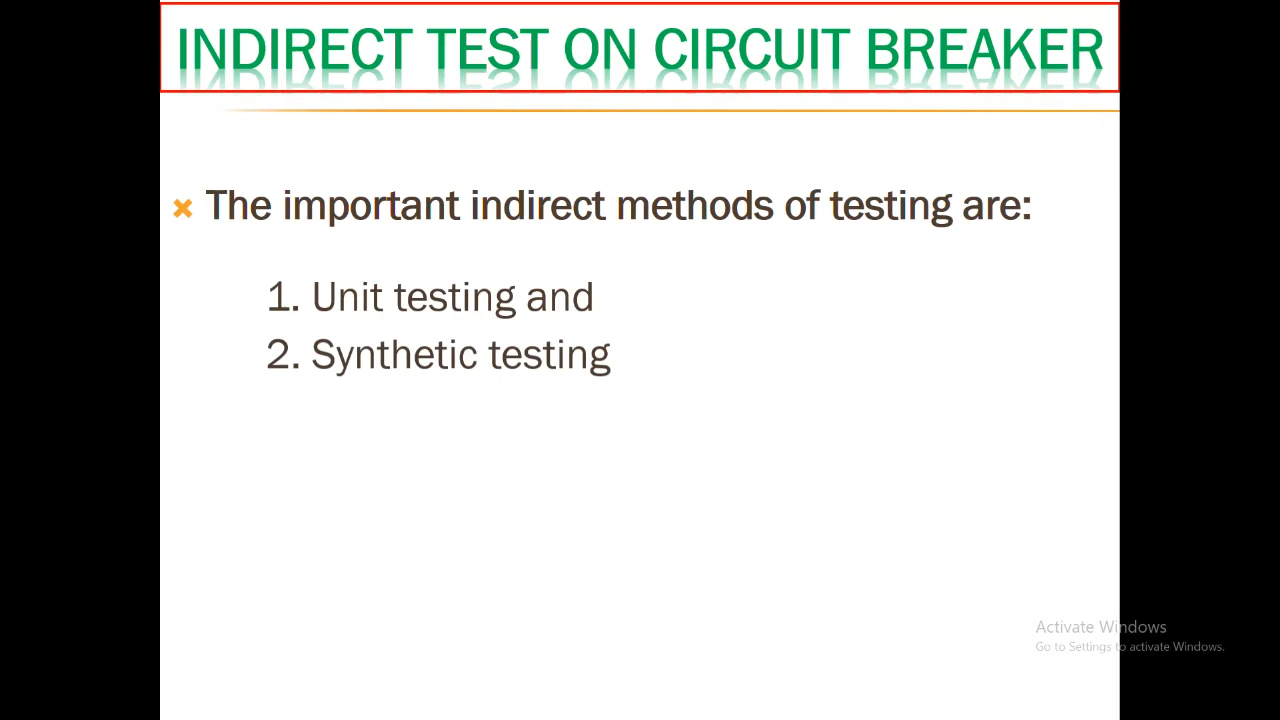 INDIRECT TEST ON CIRCUIT BREAKER
The important indirect methods of testing are:
1. Unit testing and
2. Synthetic testing
Activate Windows
Go to Settings to activate Windows.